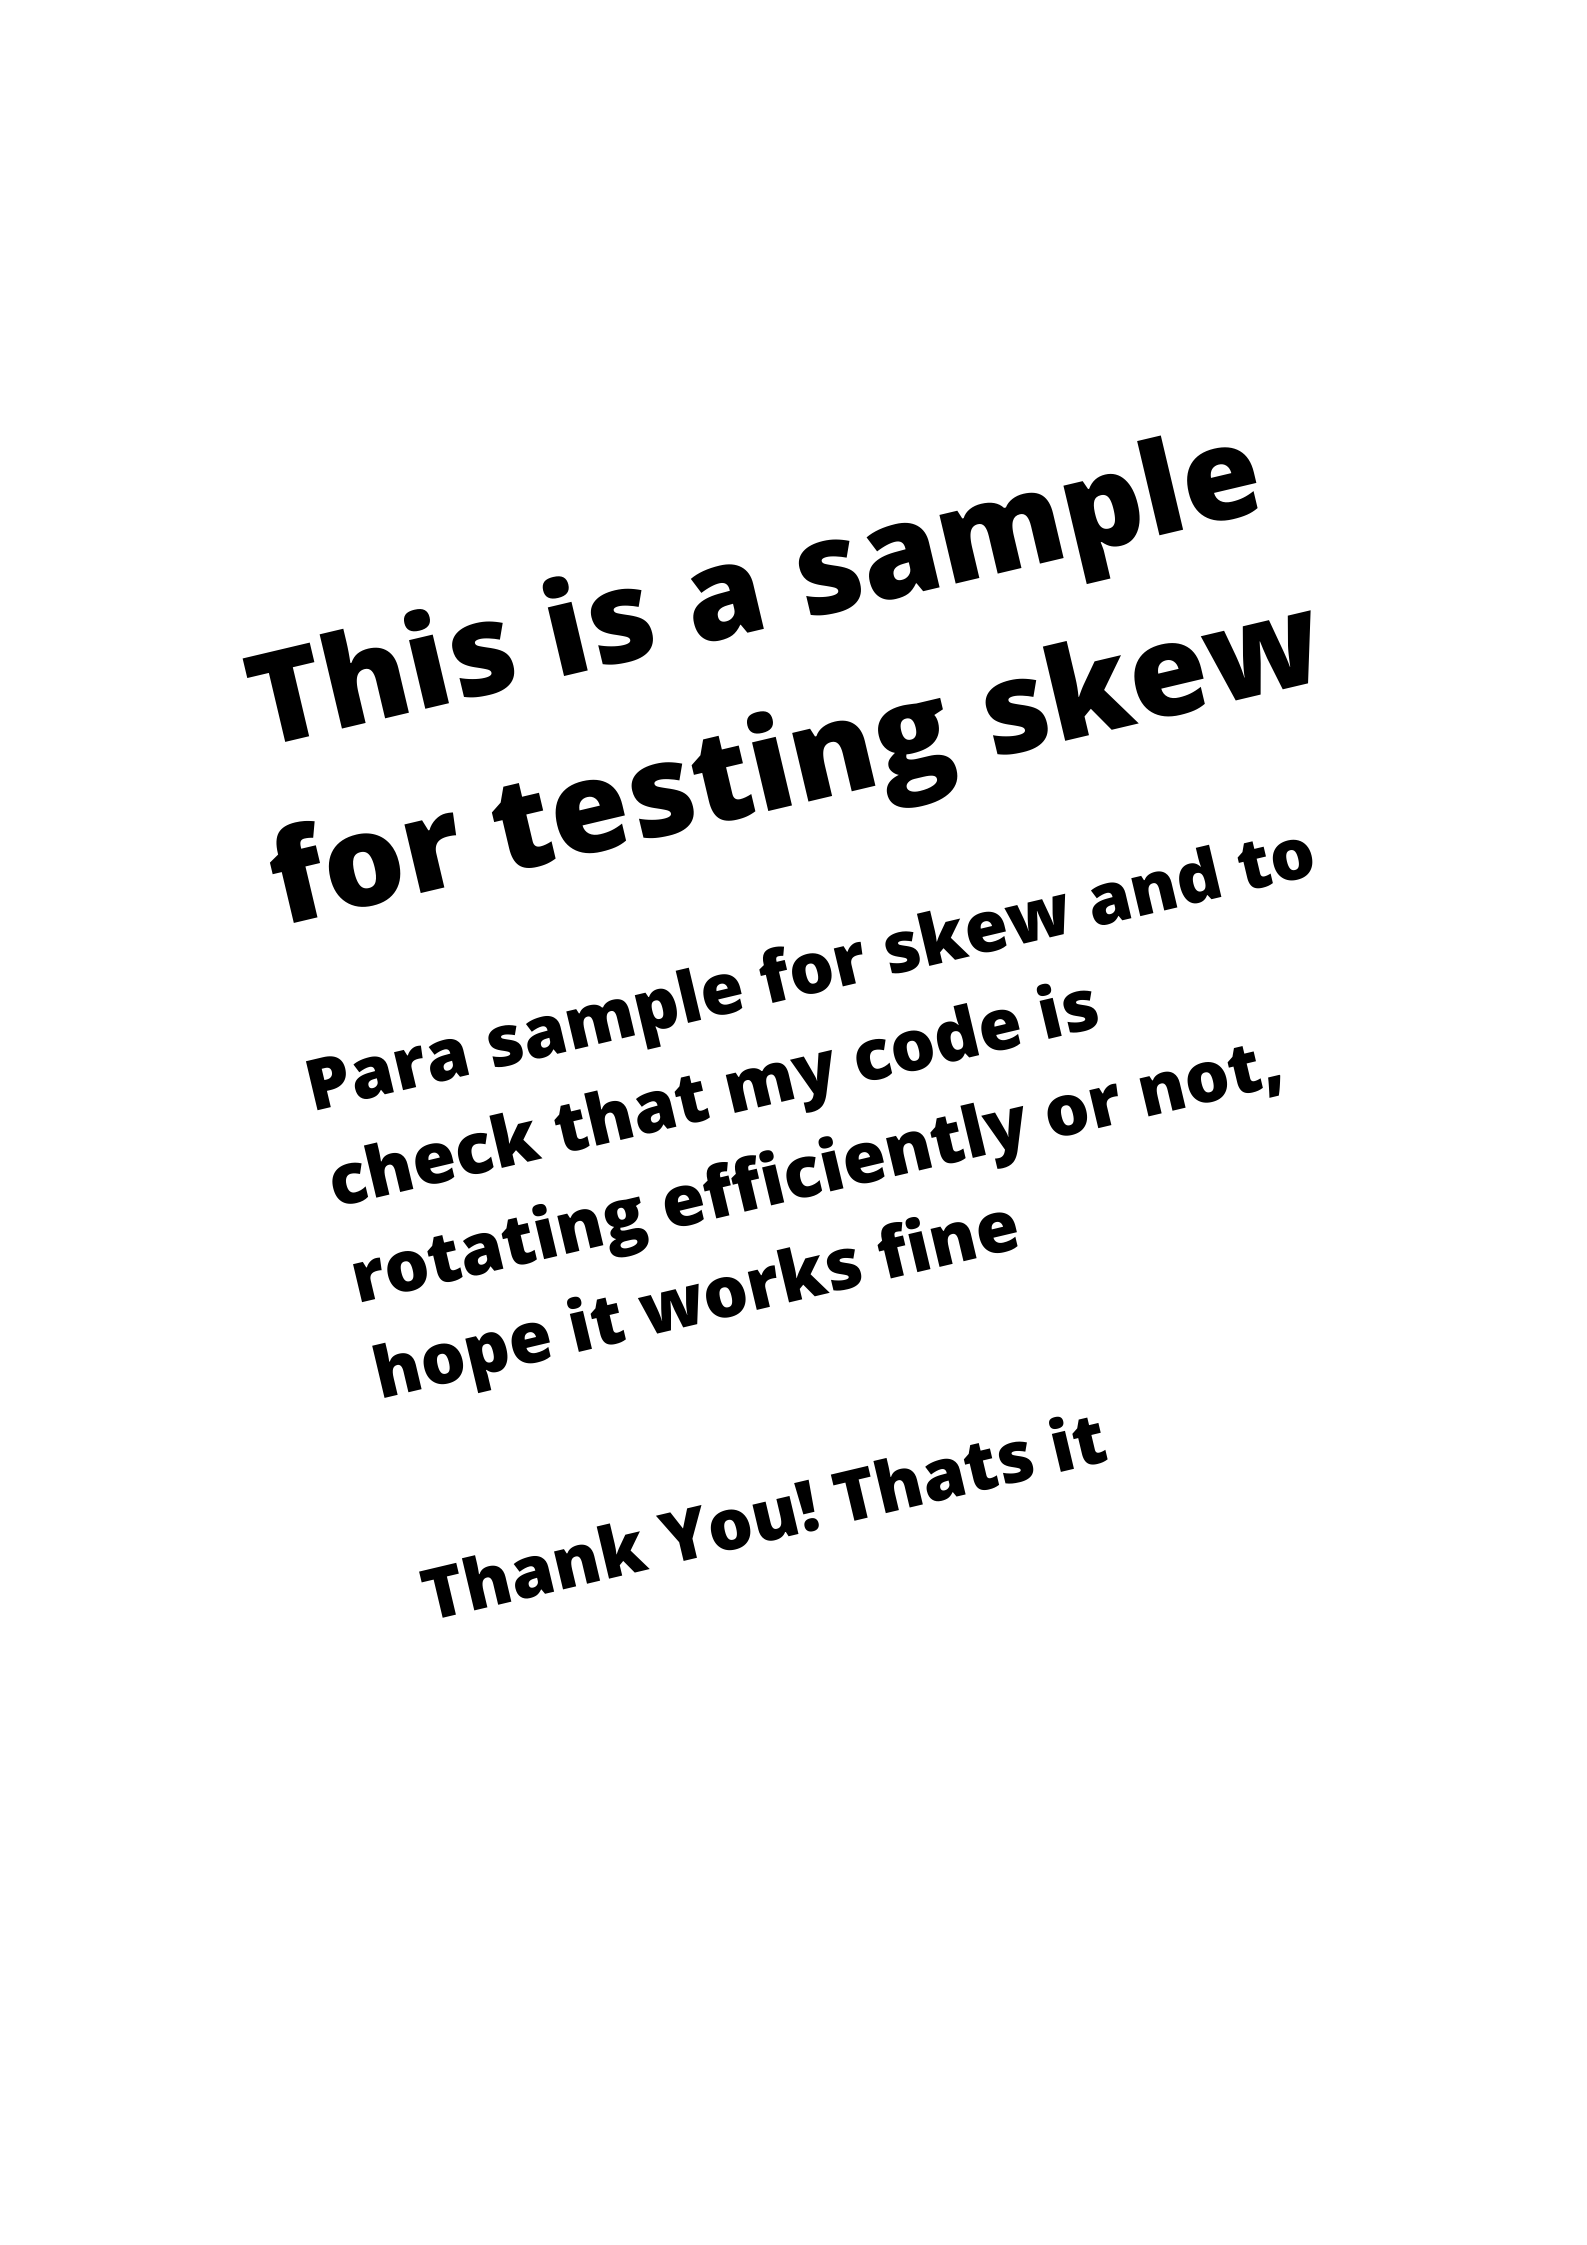 This is a sample
for testing skew
Para sample for skew and to
check that my code is
rotating efficiently or not,
hope it works fine
Thank You! Thats it